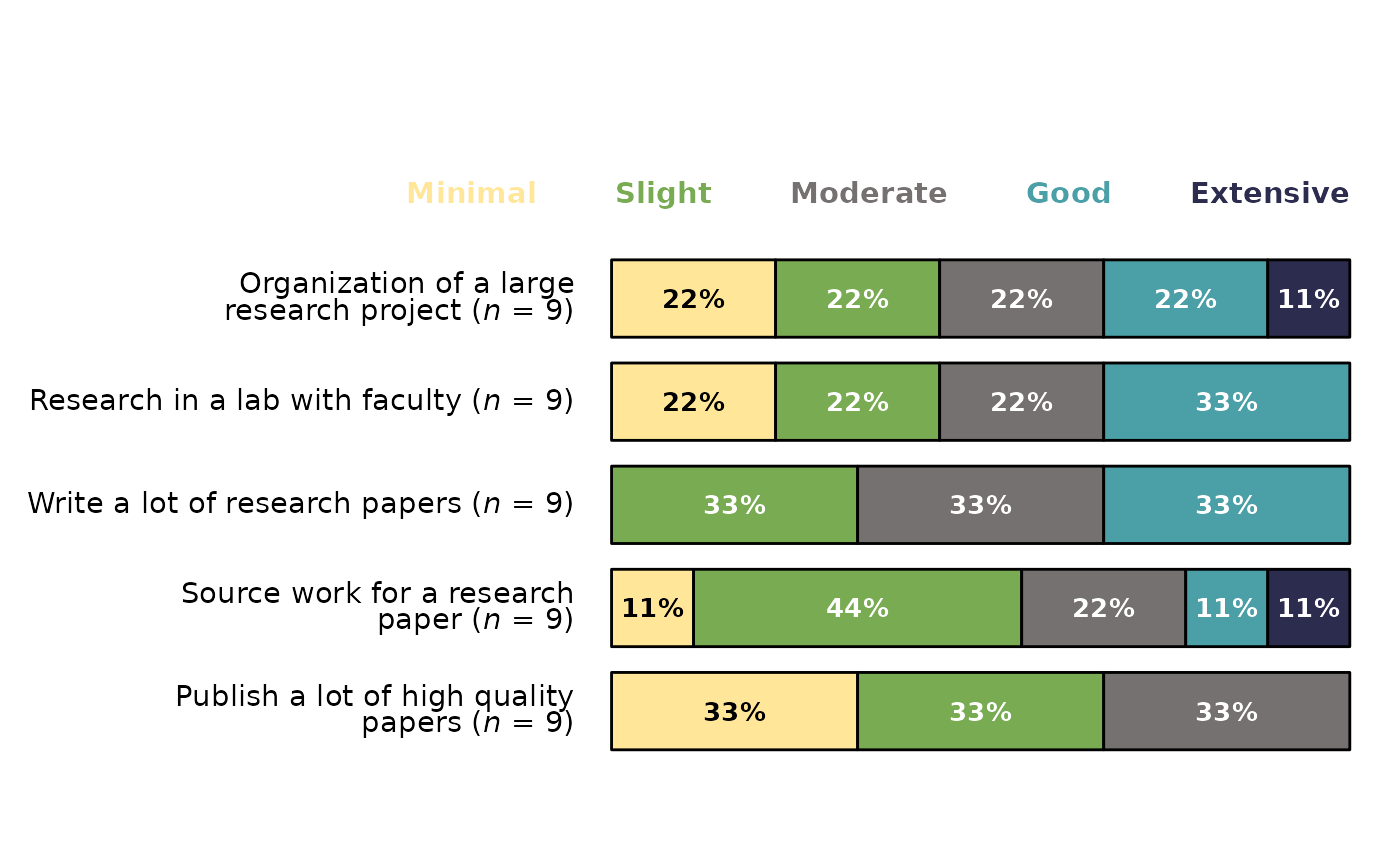 Minimal Slight Moderate Good Extensive
Organization of a large
research project (n = 9)
22% 22% 22% 22% 11%
Research in a lab with faculty (n = 9)
22% 22% 22% 33%
Write a lot of research papers (n = 9)
33% 33% 33%
Source work for a research
paper (n = 9)
11% 44% 22% 11% 11%
Publish a lot of high quality
papers (n = 9)
33% 33% 33%